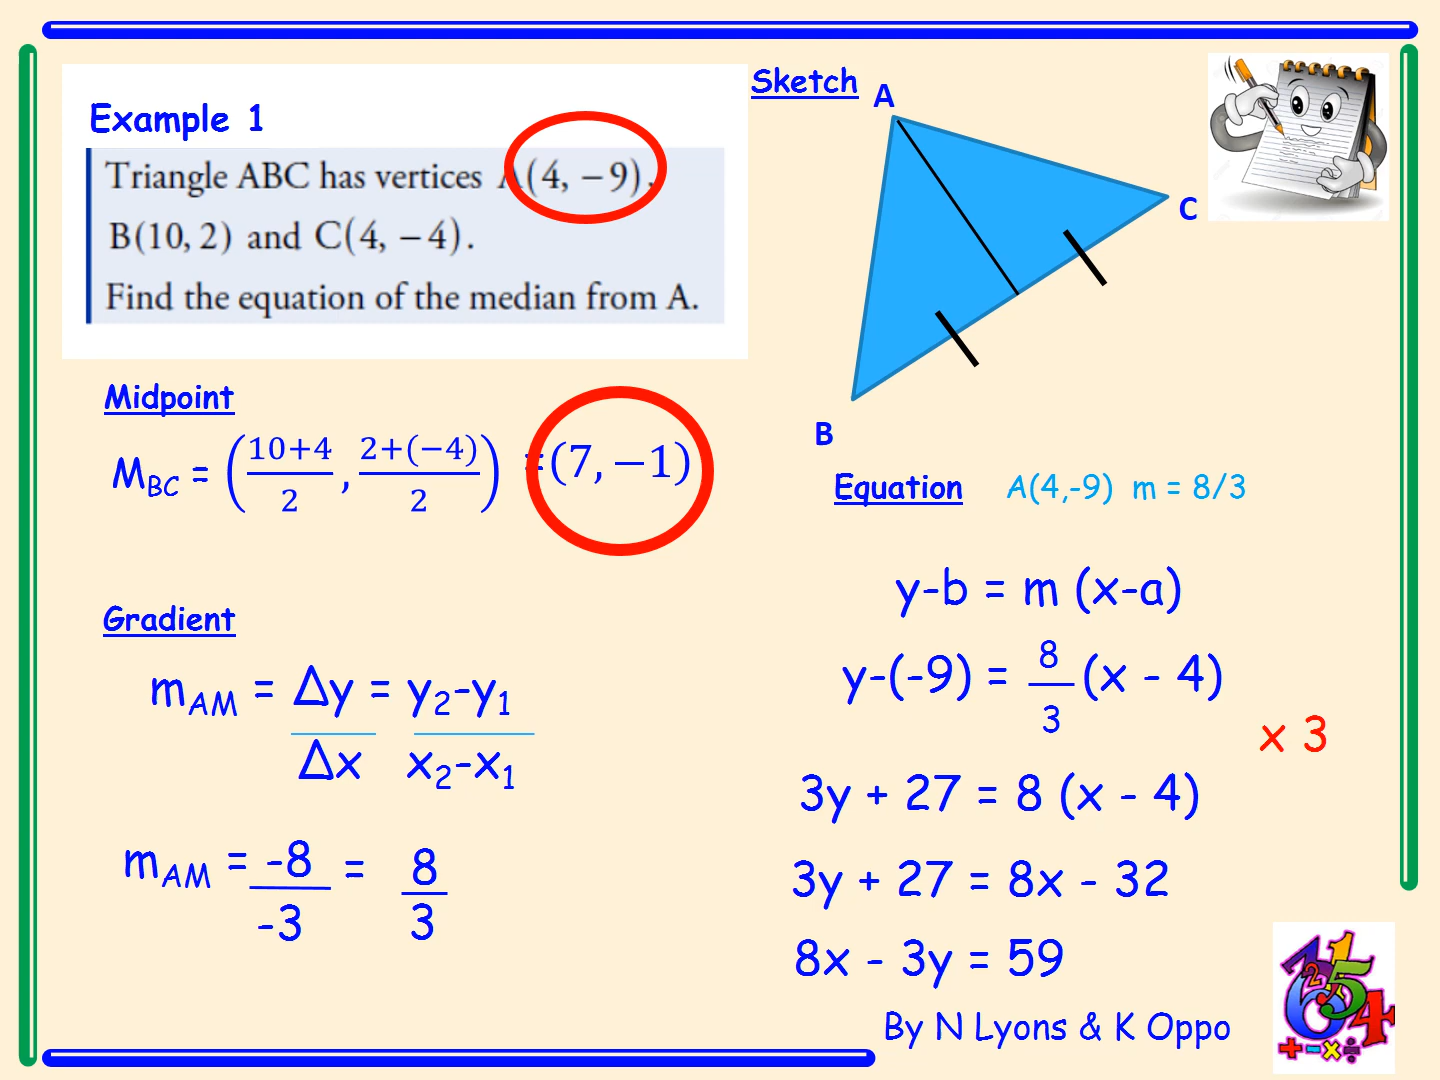 Example 1
Triangle ABC has vertices A(4, −9),
B(10, 2) and C(4, −4).
Find the equation of the median from A.
Midpoint
M_BC = ((10+4)/2 , (2+(−4))/2) =(7, −1)
Gradient
m_AM = Δy = y₂-y₁
Δx x₂-x₁
m_AM = -8 = 8
-3 3
Sketch
A
C
B
Equation A(4,-9) m = 8/3
y-b = m (x-a)
y-(-9) = 8/3 (x - 4)
x 3
3y + 27 = 8 (x - 4)
3y + 27 = 8x - 32
8x - 3y = 59
By N Lyons & K Oppo